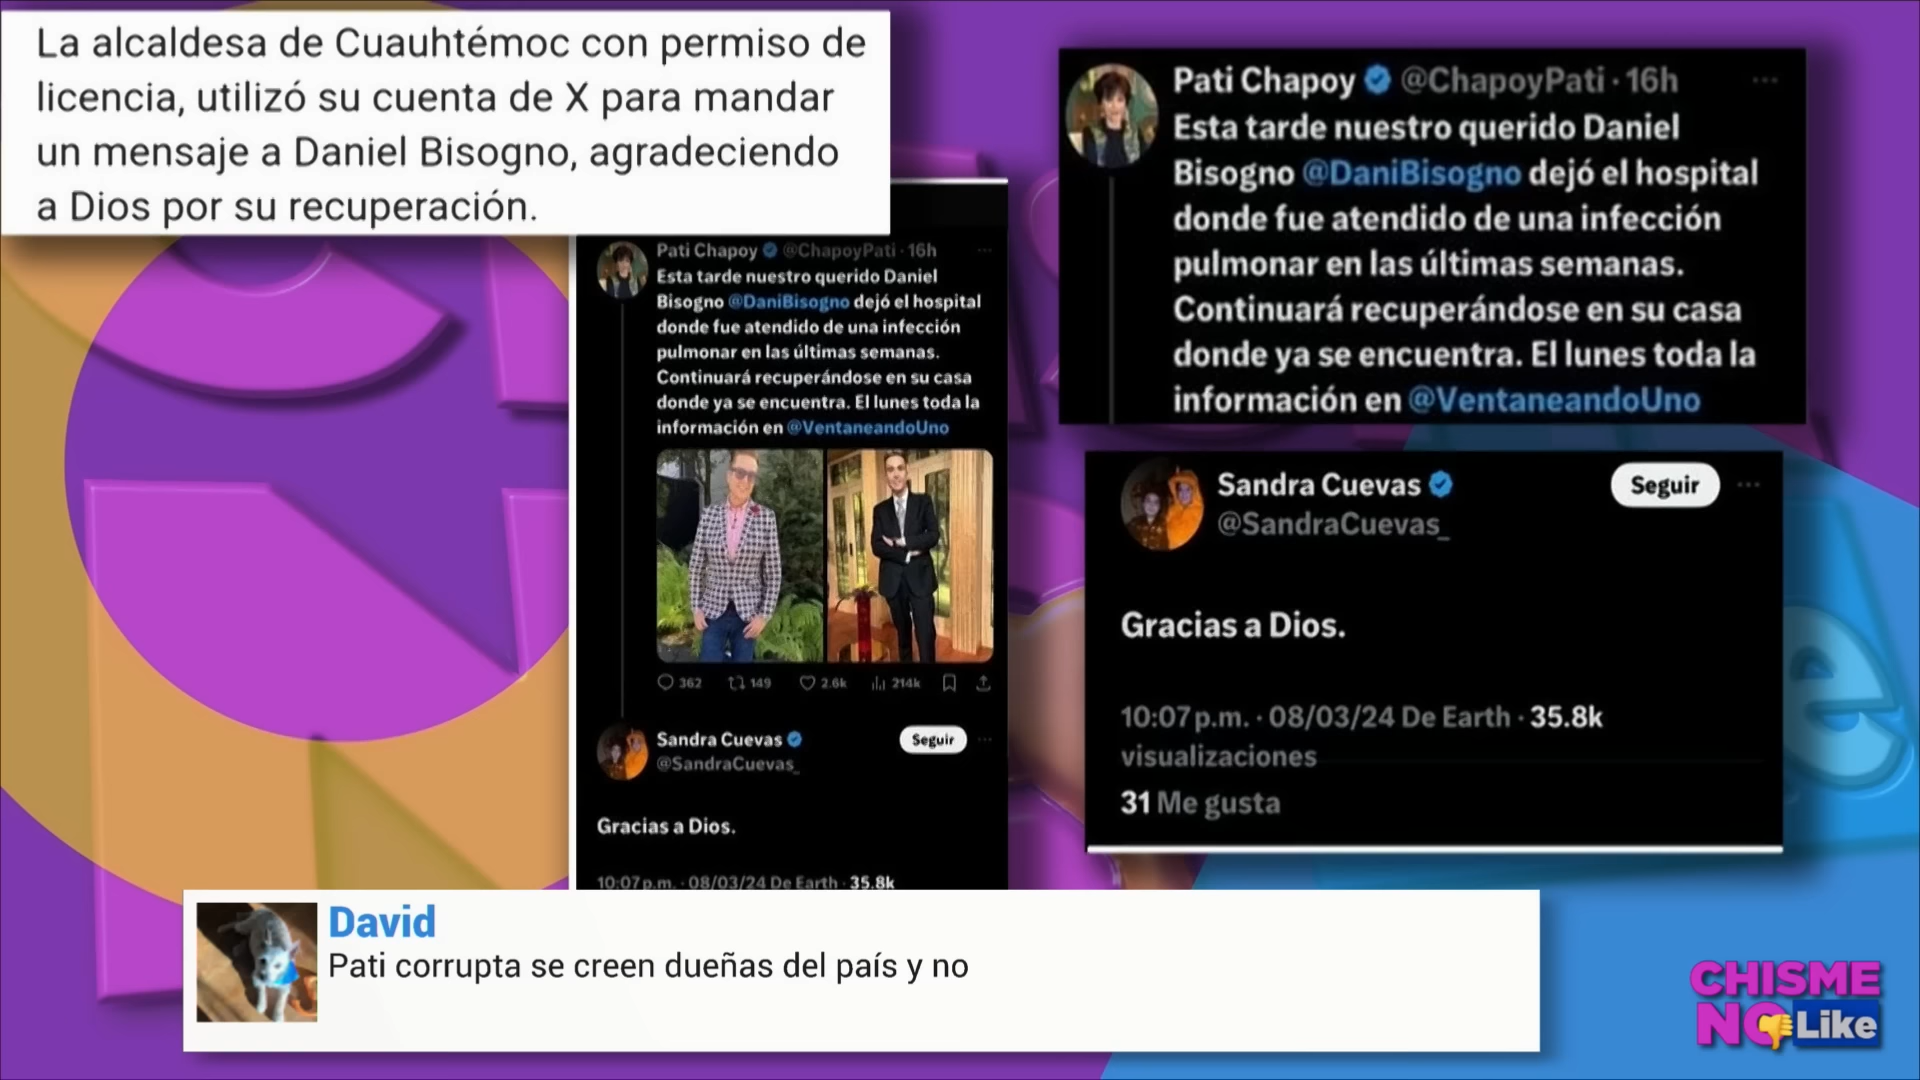 La alcaldesa de Cuauhtémoc con permiso de
licencia, utilizó su cuenta de X para mandar
un mensaje a Daniel Bisogno, agradeciendo
a Dios por su recuperación.
Pati Chapoy @ChapoyPati · 16h
Esta tarde nuestro querido Daniel
Bisogno @DaniBisogno dejó el hospital
donde fue atendido de una infección
pulmonar en las últimas semanas.
Continuará recuperándose en su casa
donde ya se encuentra. El lunes toda la
información en @VentaneandoUno
362 149 2.6k 214k
Sandra Cuevas
Seguir
@SandraCuevas_
Gracias a Dios.
10:07 p.m. · 08/03/24 De Earth · 35.8k
Pati Chapoy @ChapoyPati · 16h
Esta tarde nuestro querido Daniel
Bisogno @DaniBisogno dejó el hospital
donde fue atendido de una infección
pulmonar en las últimas semanas.
Continuará recuperándose en su casa
donde ya se encuentra. El lunes toda la
información en @VentaneandoUno
Sandra Cuevas
Seguir
@SandraCuevas_
Gracias a Dios.
10:07 p.m. · 08/03/24 De Earth · 35.8k
visualizaciones
31 Me gusta
David
Pati corrupta se creen dueñas del país y no
CHISME
NO Like